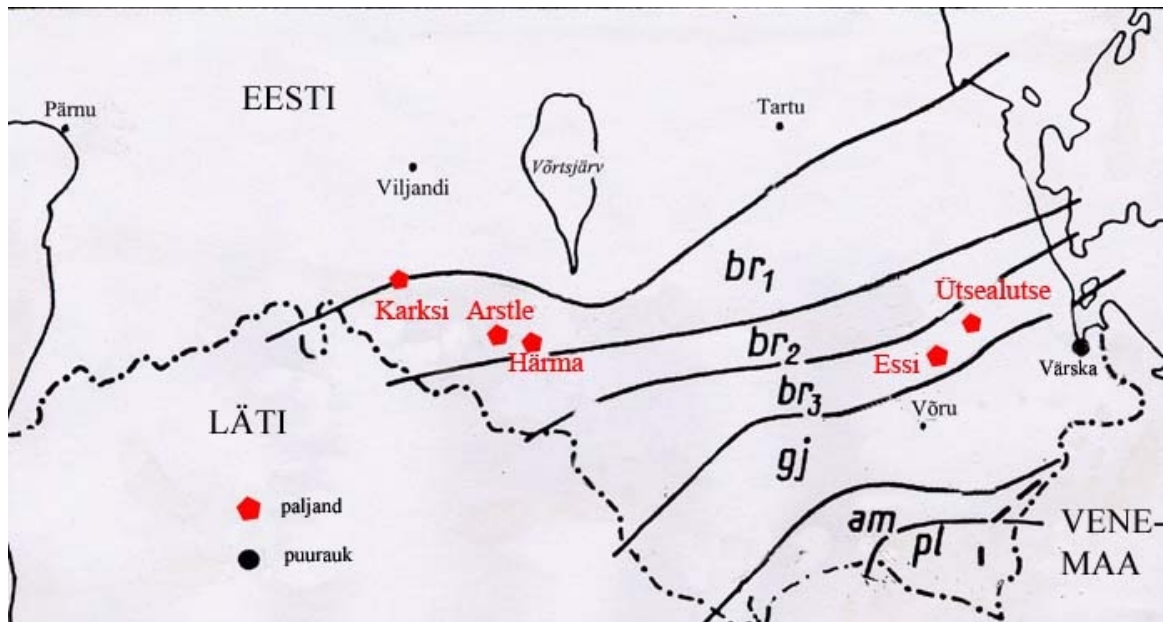 EESTI
Pärnu
Tartu
Viljandi
Võrtsjärv
br1
Karksi
Arstle
Härma
Ütsealutse
br2
Essi
Värska
br3
Võru
LÄTI
gj
paljand
puurauk
am
pl
VENE-
MAA